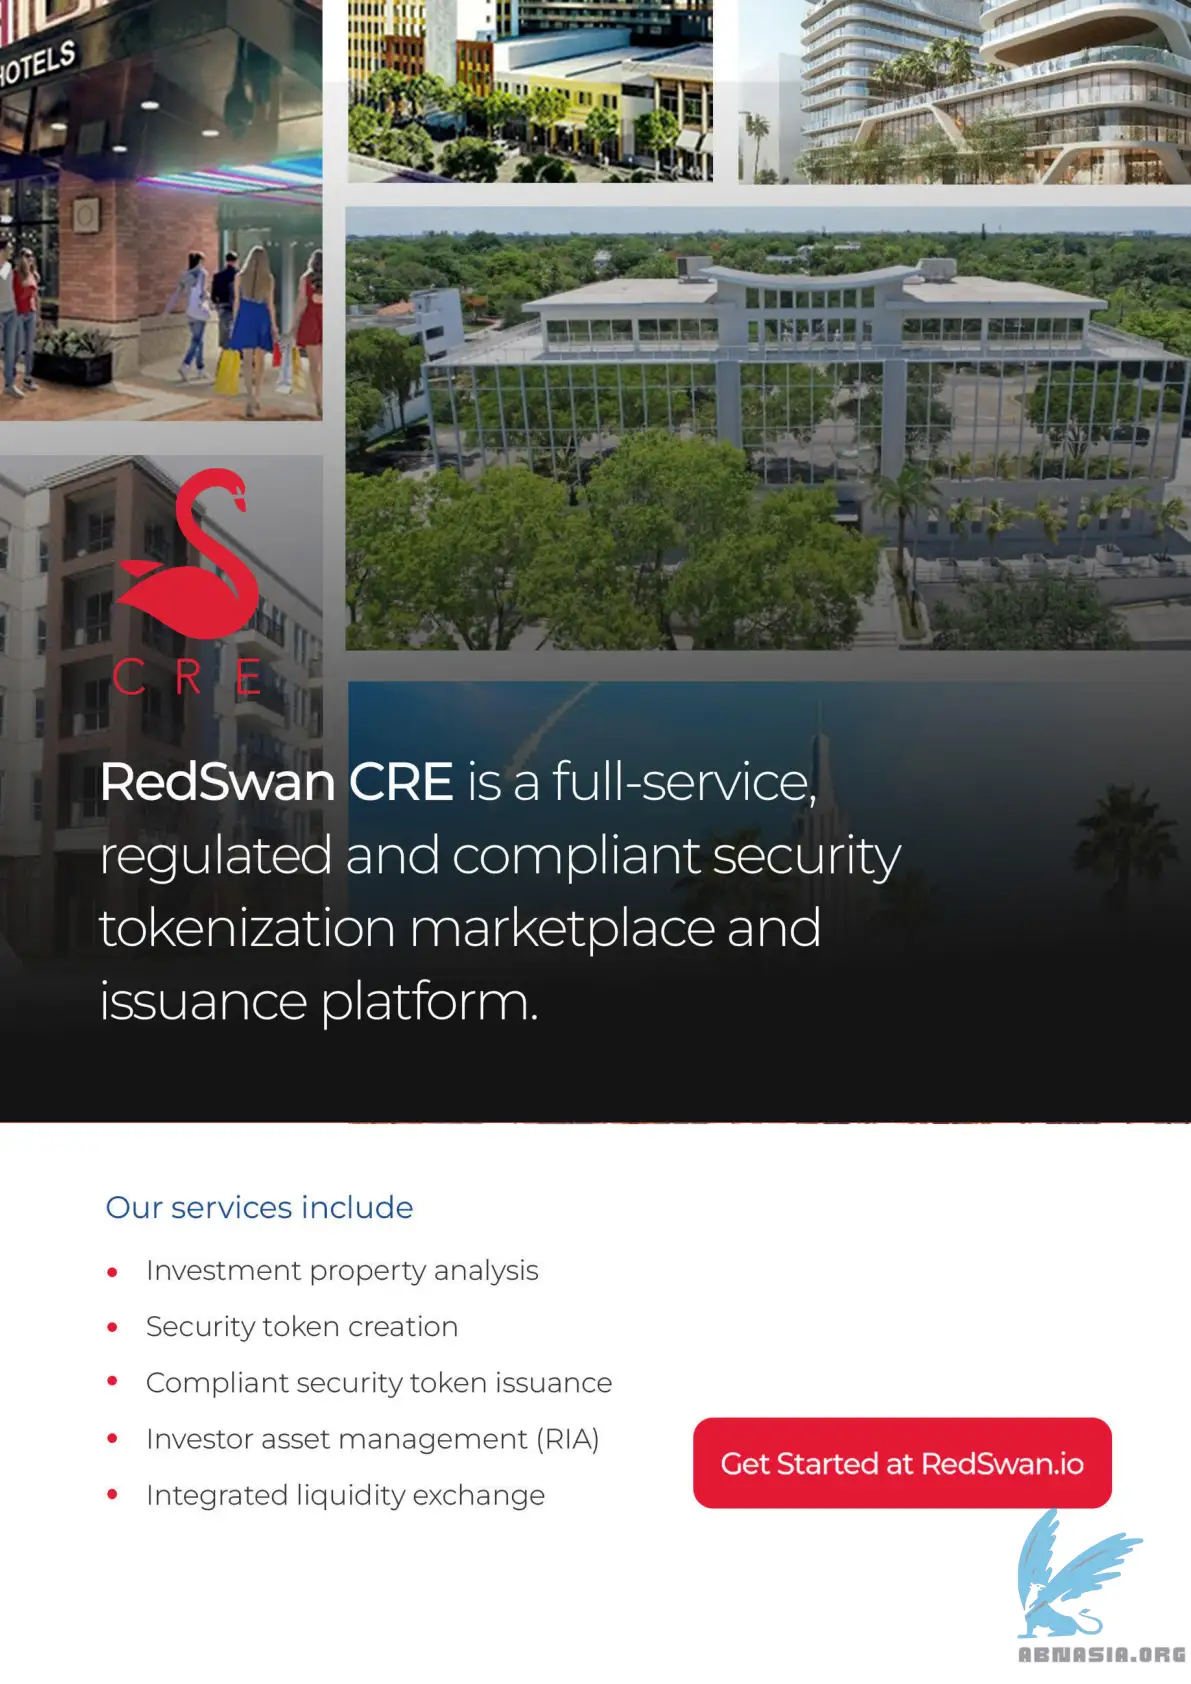 HOTELS
CRE
RedSwan CRE is a full-service,
regulated and compliant security
tokenization marketplace and
issuance platform.
Our services include
• Investment property analysis
• Security token creation
• Compliant security token issuance
• Investor asset management (RIA)
• Integrated liquidity exchange
Get Started at RedSwan.io
ABNASIA.ORG